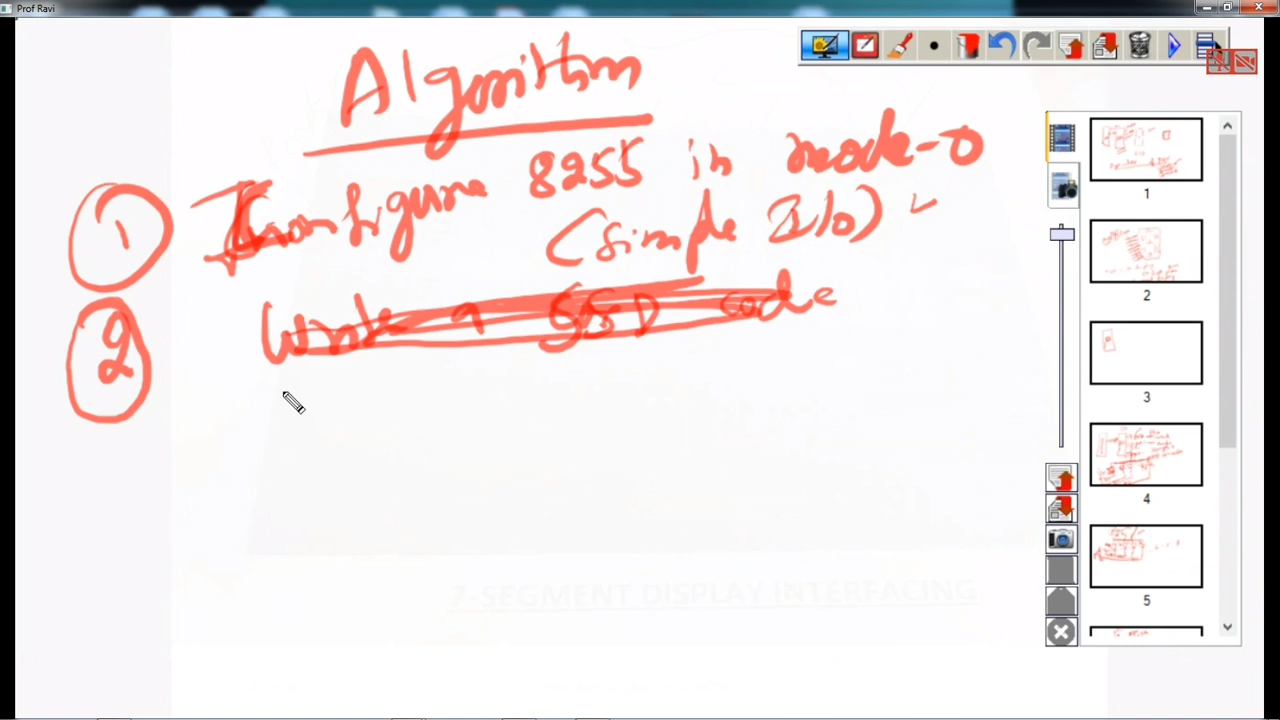 Prof Ravi
Algorithm
1 Configure 8255 in mode-0
(simple I/O)
2 Write a SSD code
7-SEGMENT DISPLAY INTERFACING
1
2
3
4
5